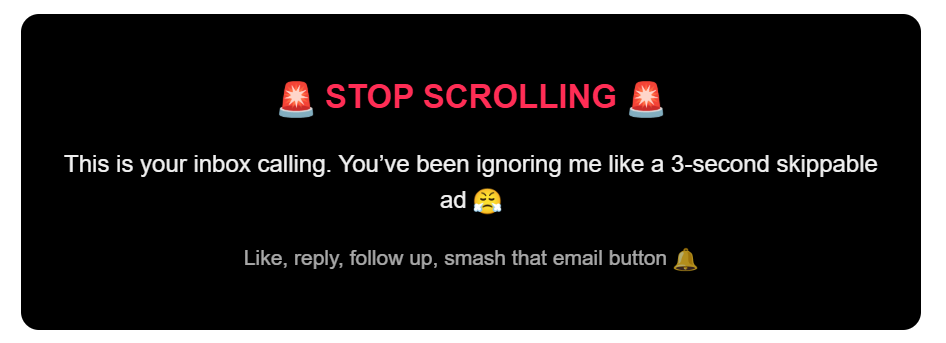 🚨 STOP SCROLLING 🚨
This is your inbox calling. You’ve been ignoring me like a 3-second skippable
ad 😤
Like, reply, follow up, smash that email button 🔔